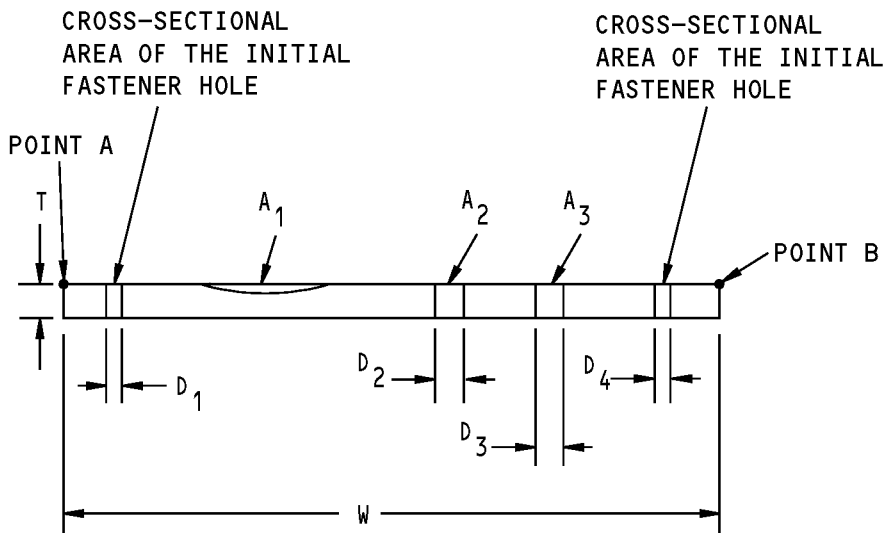 CROSS-SECTIONAL
AREA OF THE INITIAL
FASTENER HOLE
CROSS-SECTIONAL
AREA OF THE INITIAL
FASTENER HOLE
POINT A
T
A1
A2
A3
POINT B
D1
D2
D3
D4
W